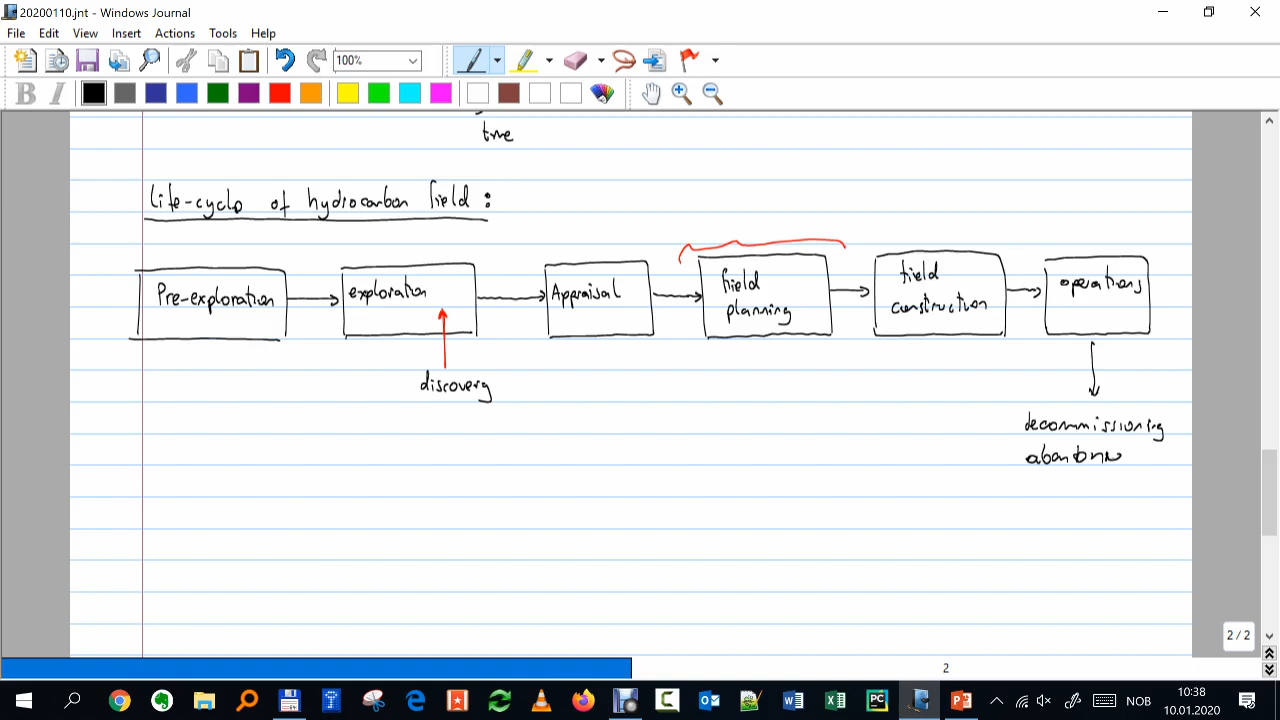 20200110.jnt - Windows Journal
File Edit View Insert Actions Tools Help
100%
B I
time
life-cycle of hydrocarbon field:
Pre-exploration
exploration
Appraisal
field
planning
field
construction
operations
discovery
decommissioning
2/2
2
NOB
10:38
10.01.2020